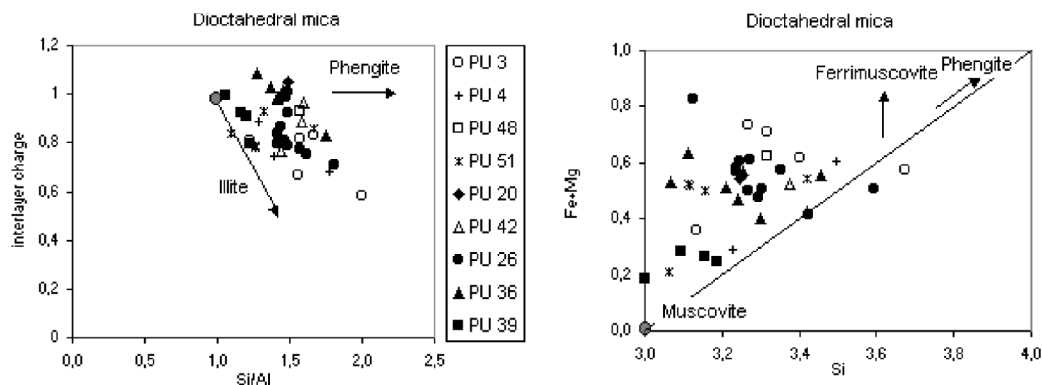 Dioctahedral mica
interlayer charge
1,2
1
0,8
0,6
0,4
0,2
0
0,0 0,5 1,0 1,5 2,0 2,5
Si/Al
Phengite
Illite
PU 3
PU 4
PU 48
PU 51
PU 20
PU 42
PU 26
PU 36
PU 39
Dioctahedral mica
Fe+Mg
1,0
0,8
0,6
0,4
0,2
0,0
3,0 3,2 3,4 3,6 3,8 4,0
Si
Ferrimuscovite
Phengite
Muscovite